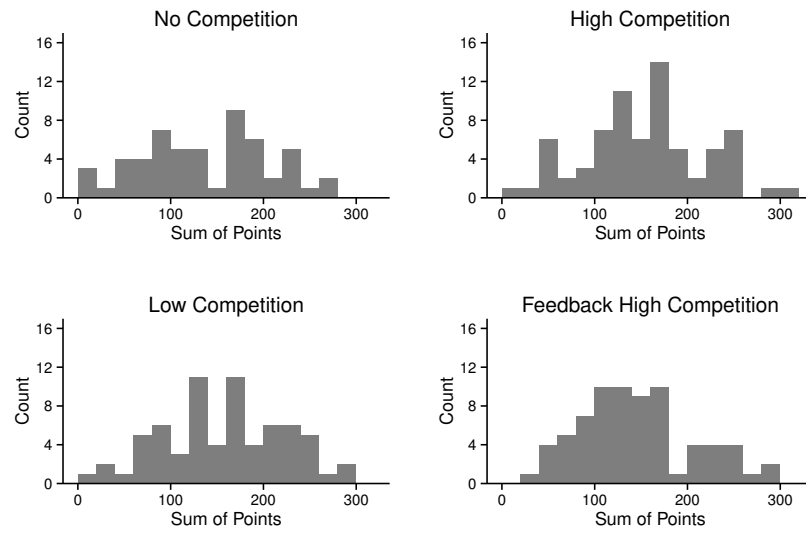 No Competition
16
12
8
4
0
Count
0 100 200 300
Sum of Points
High Competition
16
12
8
4
0
Count
0 100 200 300
Sum of Points
Low Competition
16
12
8
4
0
Count
0 100 200 300
Sum of Points
Feedback High Competition
16
12
8
4
0
Count
0 100 200 300
Sum of Points